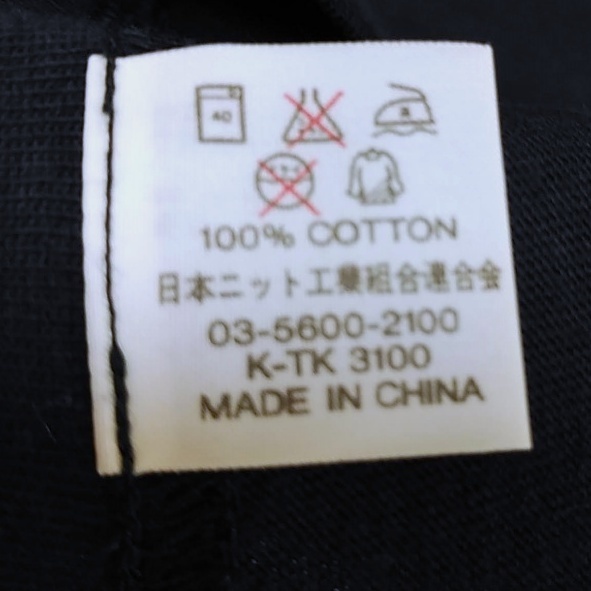 40
100% COTTON
日本ニット工業組合連合会
03-5600-2100
K-TK 3100
MADE IN CHINA